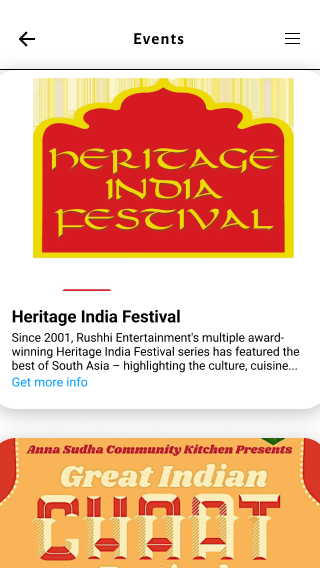 Events
HERITAGE
INDIA
FESTIVAL
Heritage India Festival
Since 2001, Rushhi Entertainment's multiple award-
winning Heritage India Festival series has featured the
best of South Asia – highlighting the culture, cuisine...
Get more info
Anna Sudha Community Kitchen Presents
Great Indian
CHAAT